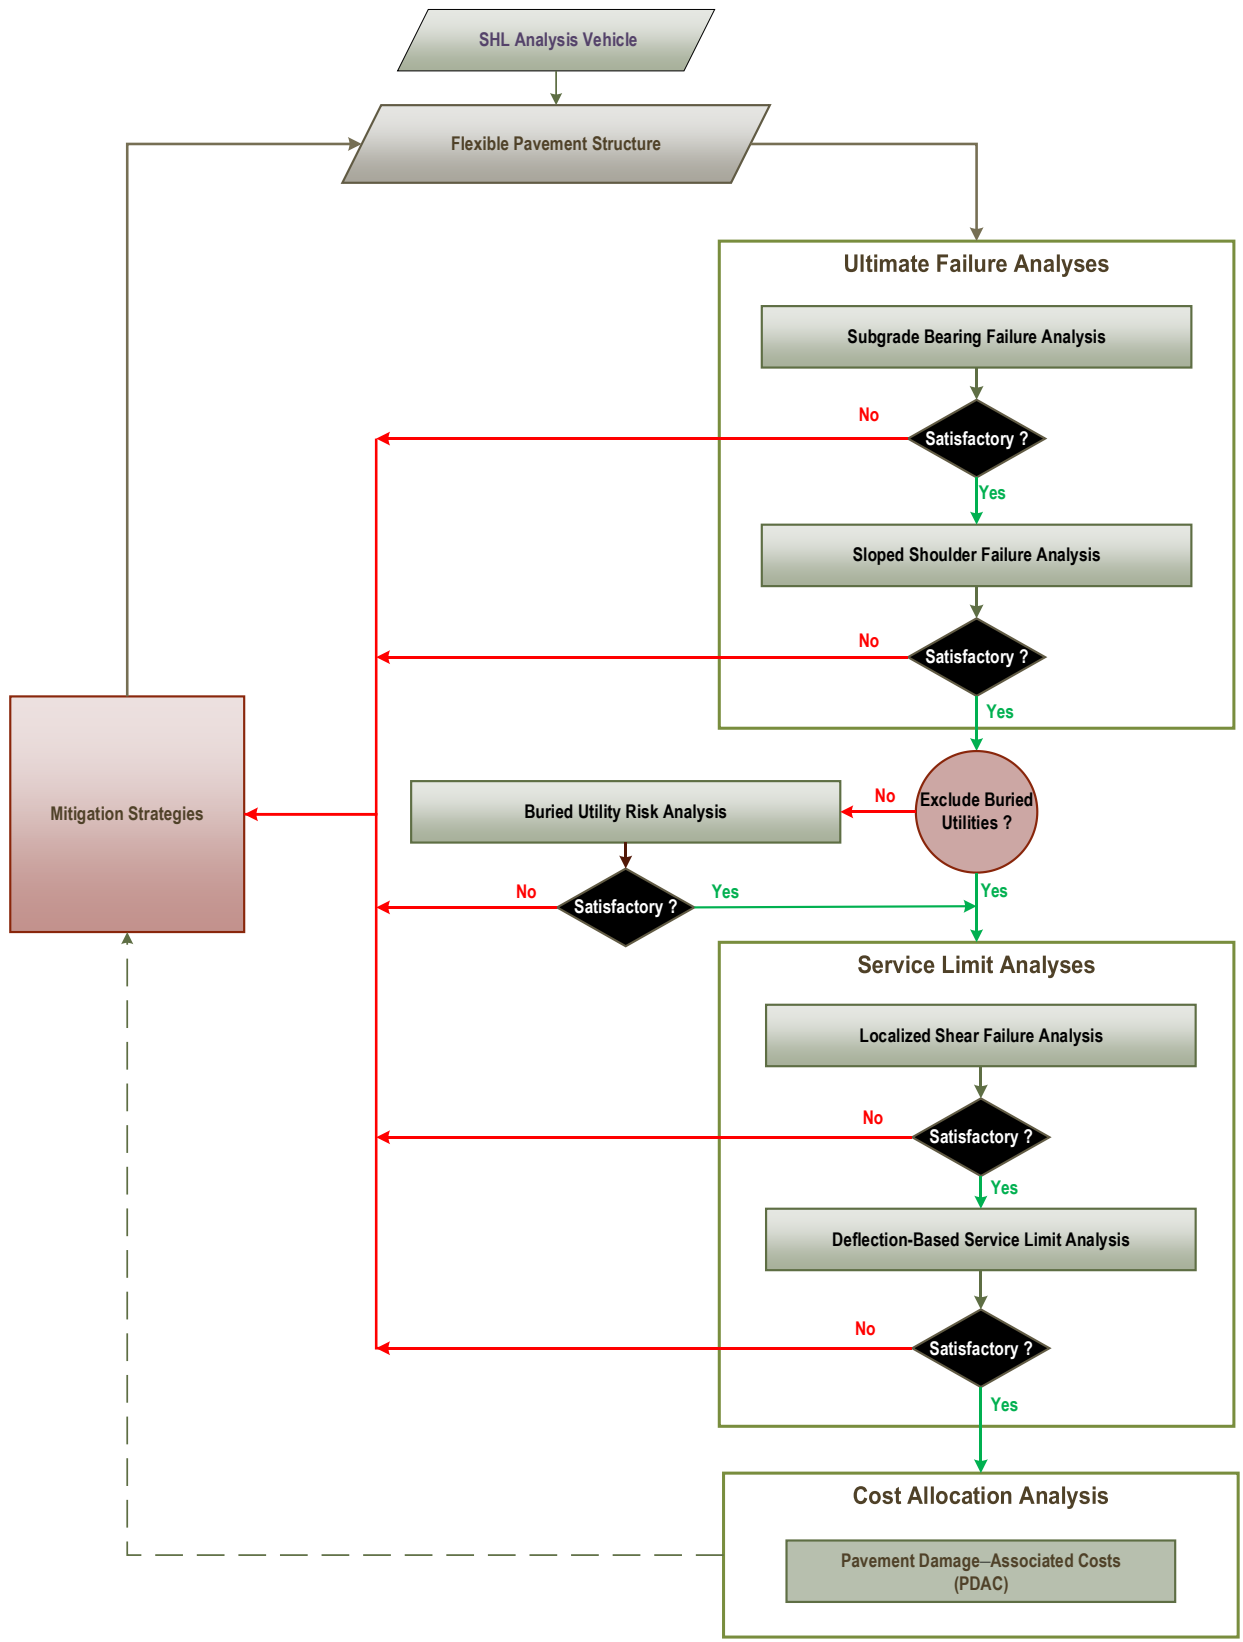 SHL Analysis Vehicle
Flexible Pavement Structure
Ultimate Failure Analyses
Subgrade Bearing Failure Analysis
No
Satisfactory ?
Yes
Sloped Shoulder Failure Analysis
No
Satisfactory ?
Yes
Mitigation Strategies
Buried Utility Risk Analysis
No
Exclude Buried
Utilities ?
No
Satisfactory ?
Yes
Yes
Service Limit Analyses
Localized Shear Failure Analysis
No
Satisfactory ?
Yes
Deflection-Based Service Limit Analysis
No
Satisfactory ?
Yes
Cost Allocation Analysis
Pavement Damage–Associated Costs
(PDAC)